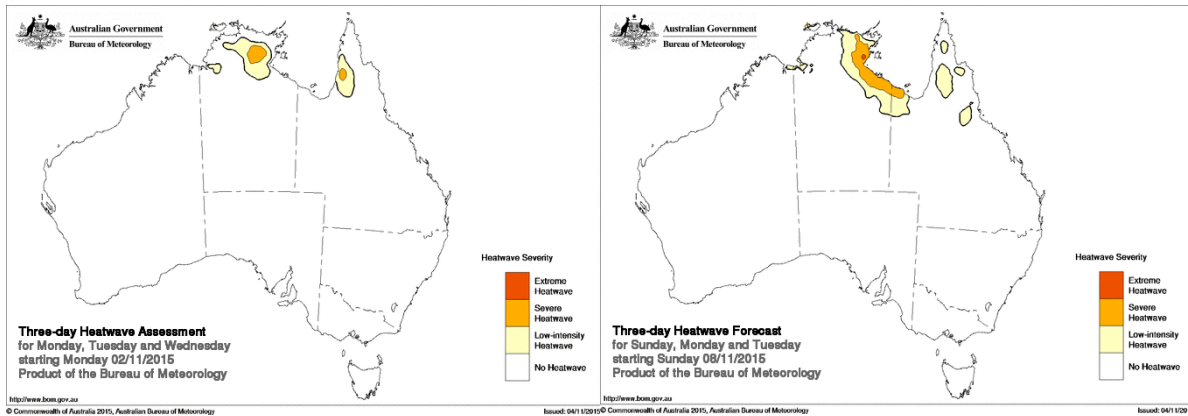 Australian Government
Bureau of Meteorology
Heatwave Severity
Extreme
Heatwave
Severe
Heatwave
Low-intensity
Heatwave
No Heatwave
Three-day Heatwave Assessment
for Monday, Tuesday and Wednesday
starting Monday 02/11/2015
Product of the Bureau of Meteorology
http://www.bom.gov.au
© Commonwealth of Australia 2015, Australian Bureau of Meteorology
Issued: 04/11/2015
Australian Government
Bureau of Meteorology
Heatwave Severity
Extreme
Heatwave
Severe
Heatwave
Low-intensity
Heatwave
No Heatwave
Three-day Heatwave Forecast
for Sunday, Monday and Tuesday
starting Sunday 08/11/2015
Product of the Bureau of Meteorology
http://www.bom.gov.au
© Commonwealth of Australia 2015, Australian Bureau of Meteorology
Issued: 04/11/201